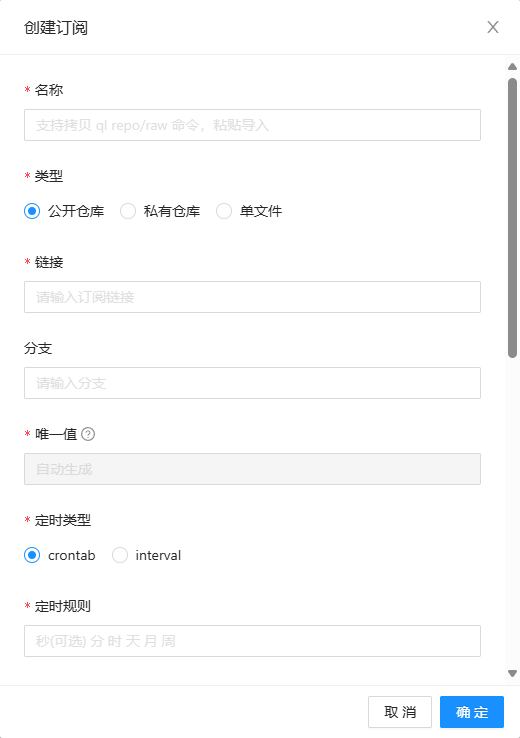 创建订阅
* 名称
支持拷贝 ql repo/raw 命令，粘贴导入
* 类型
公开仓库 私有仓库 单文件
* 链接
请输入订阅链接
分支
请输入分支
* 唯一值
自动生成
* 定时类型
crontab interval
* 定时规则
秒(可选) 分 时 天 月 周
取 消 确 定